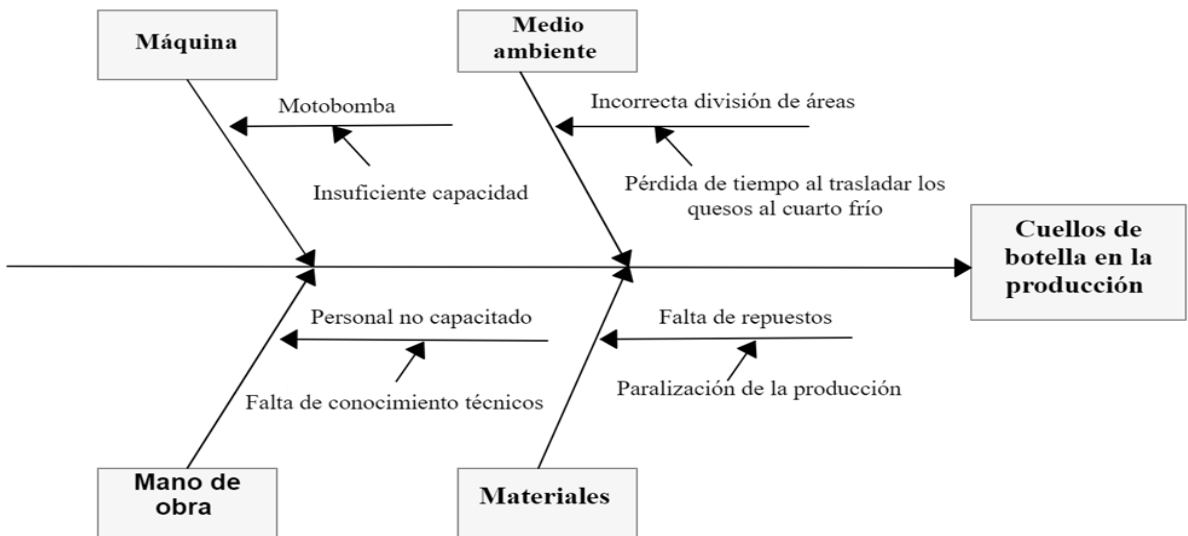 Máquina
Medio
ambiente
Motobomba
Insuficiente capacidad
Incorrecta división de áreas
Pérdida de tiempo al trasladar los
quesos al cuarto frío
Cuellos de
botella en la
producción
Personal no capacitado
Falta de conocimiento técnicos
Falta de repuestos
Paralización de la producción
Mano de
obra
Materiales